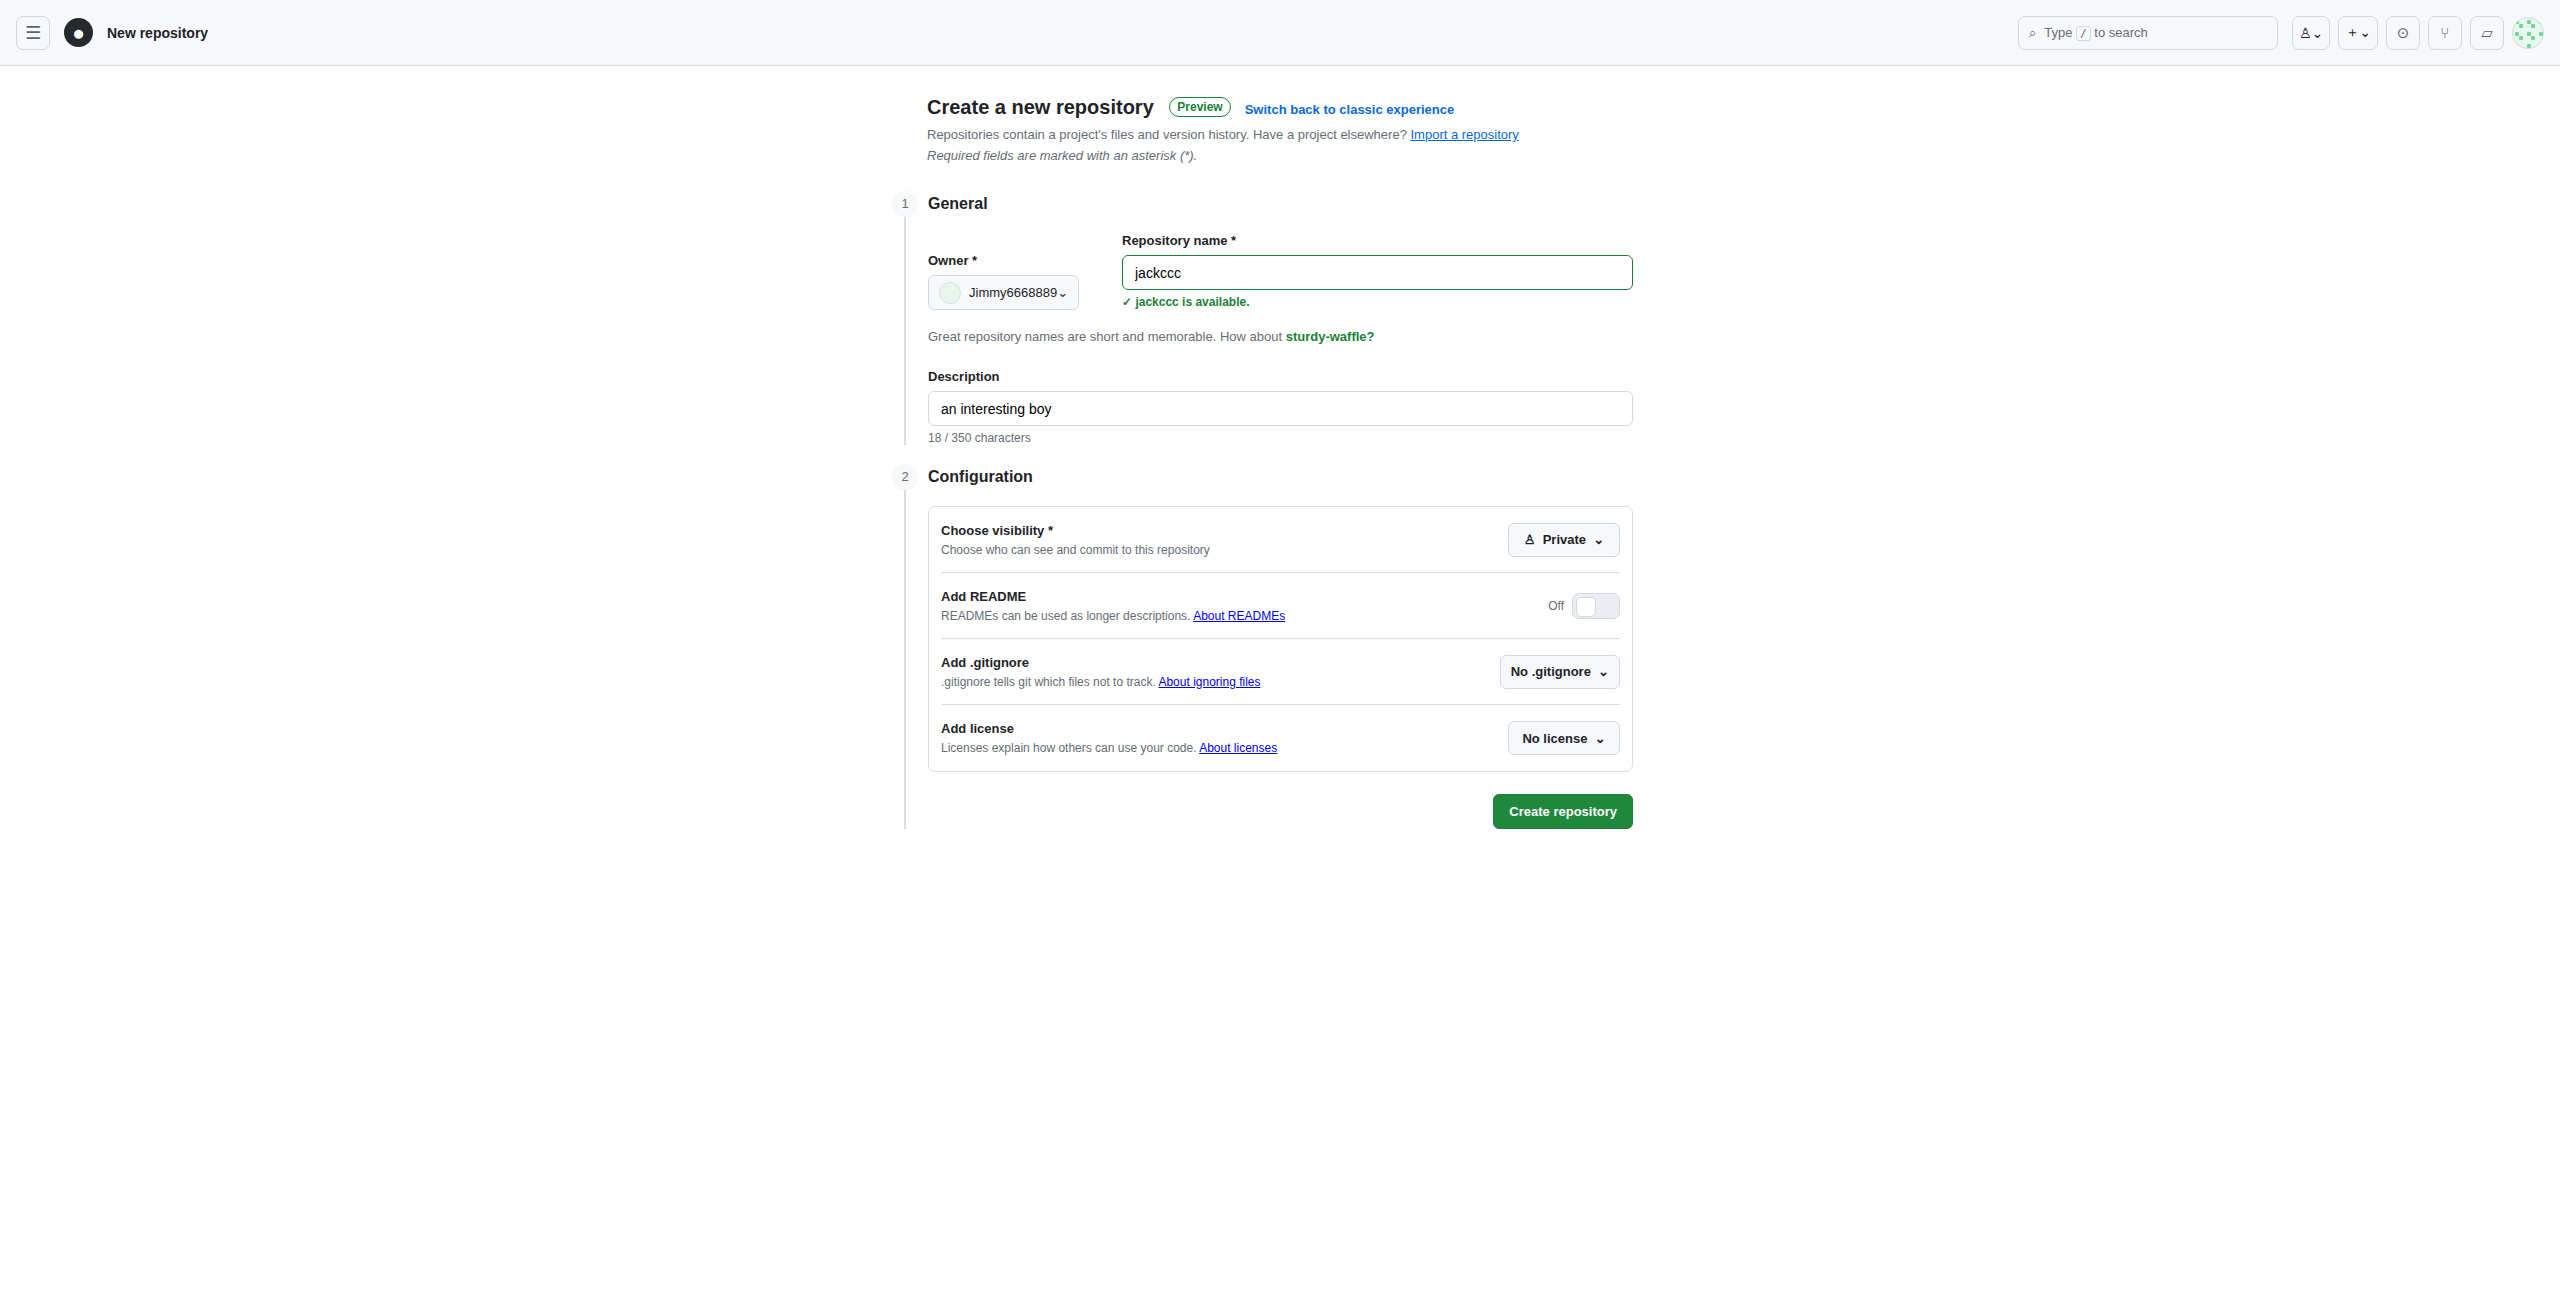 New repository
Type / to search
Create a new repository Preview Switch back to classic experience
Repositories contain a project's files and version history. Have a project elsewhere? Import a repository
Required fields are marked with an asterisk (*).
1 General
Owner *
Jimmy6668889
Repository name *
jackccc
✓ jackccc is available.
Great repository names are short and memorable. How about sturdy-waffle?
Description
an interesting boy
18 / 350 characters
2 Configuration
Choose visibility *
Choose who can see and commit to this repository
Private
Add README
READMEs can be used as longer descriptions. About READMEs
Off
Add .gitignore
.gitignore tells git which files not to track. About ignoring files
No .gitignore
Add license
Licenses explain how others can use your code. About licenses
No license
Create repository